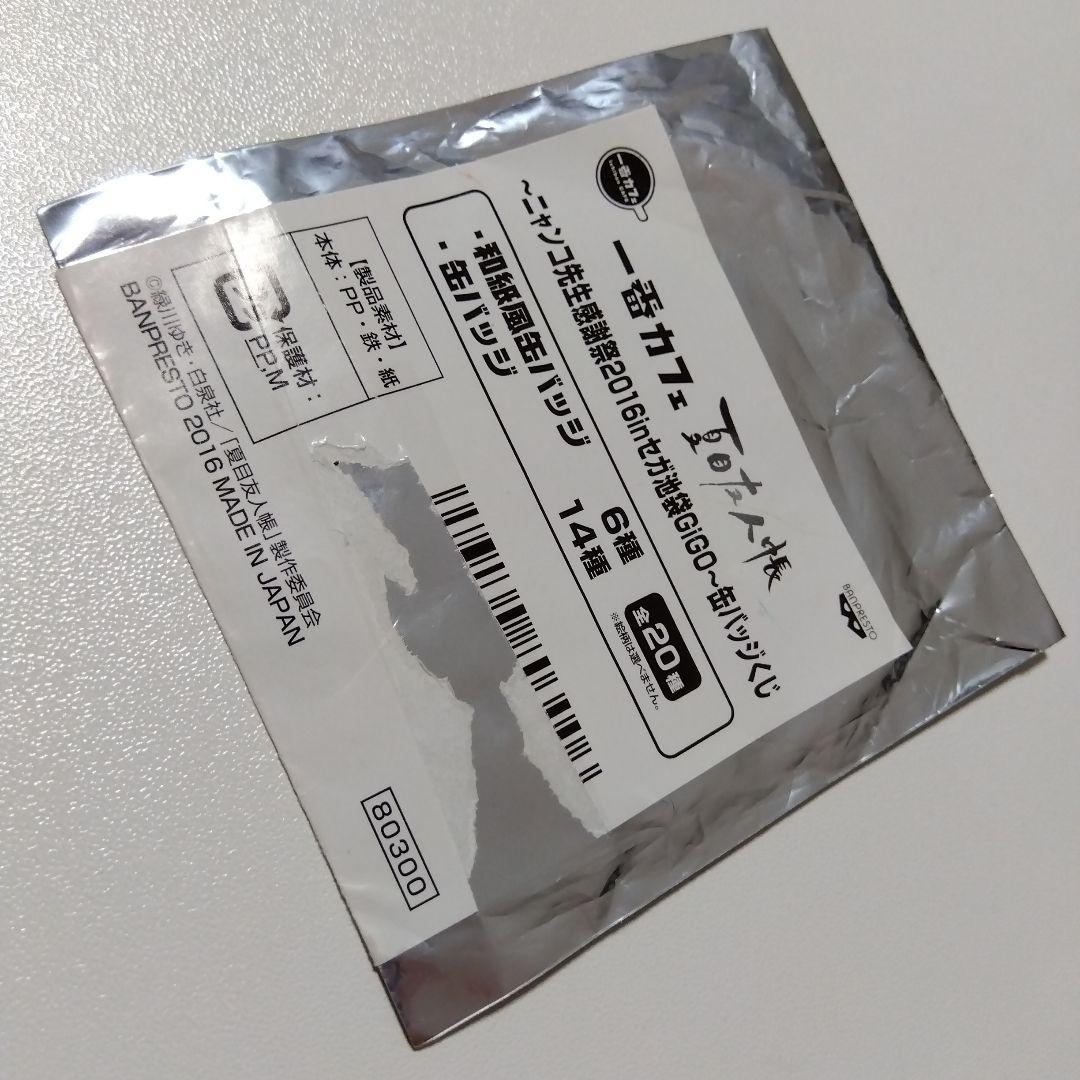 一番カフェ
一番カフェ 夏目友人帳
BANPRESTO
～ニャンコ先生感謝祭2016inセガ池袋GiGO～缶バッジくじ
・和紙風缶バッジ 6種
・缶バッジ 14種
全20種
※絵柄は選べません。
【製品素材】
本体：PP・鉄・紙
保護材：
PP,M
©緑川ゆき・白泉社／「夏目友人帳」製作委員会
BANPRESTO 2016 MADE IN JAPAN
80300